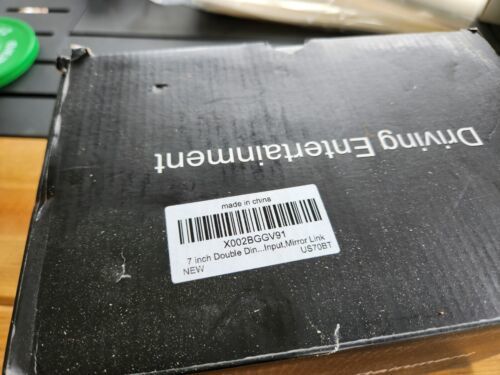 Driving Entertainment
made in china
X002BGGV91
7 inch Double Din...Input,Mirror Link
NEW US70BT